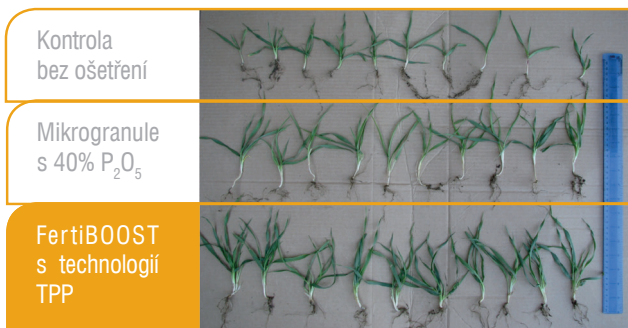 Kontrola
bez ošetření
Mikrogranule
s 40% P₂O₅
FertiBOOST
s technologií
TPP